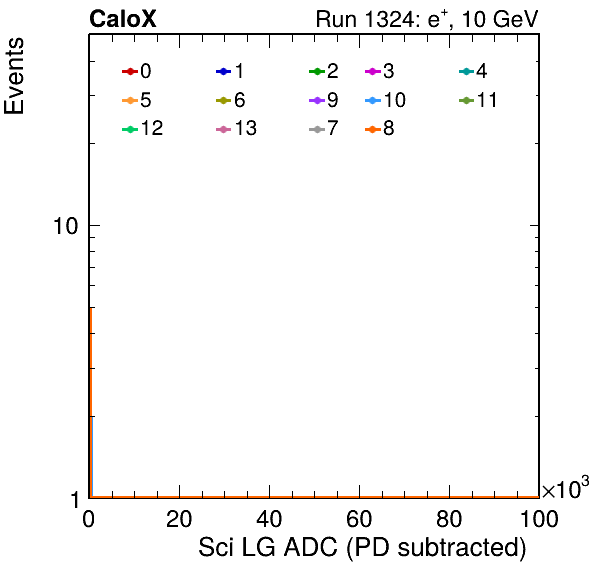 CaloX Run 1324: e⁺, 10 GeV
Events
0 1 2 3 4
5 6 9 10 11
12 13 7 8
10
1
×10³
0 20 40 60 80 100
Sci LG ADC (PD subtracted)